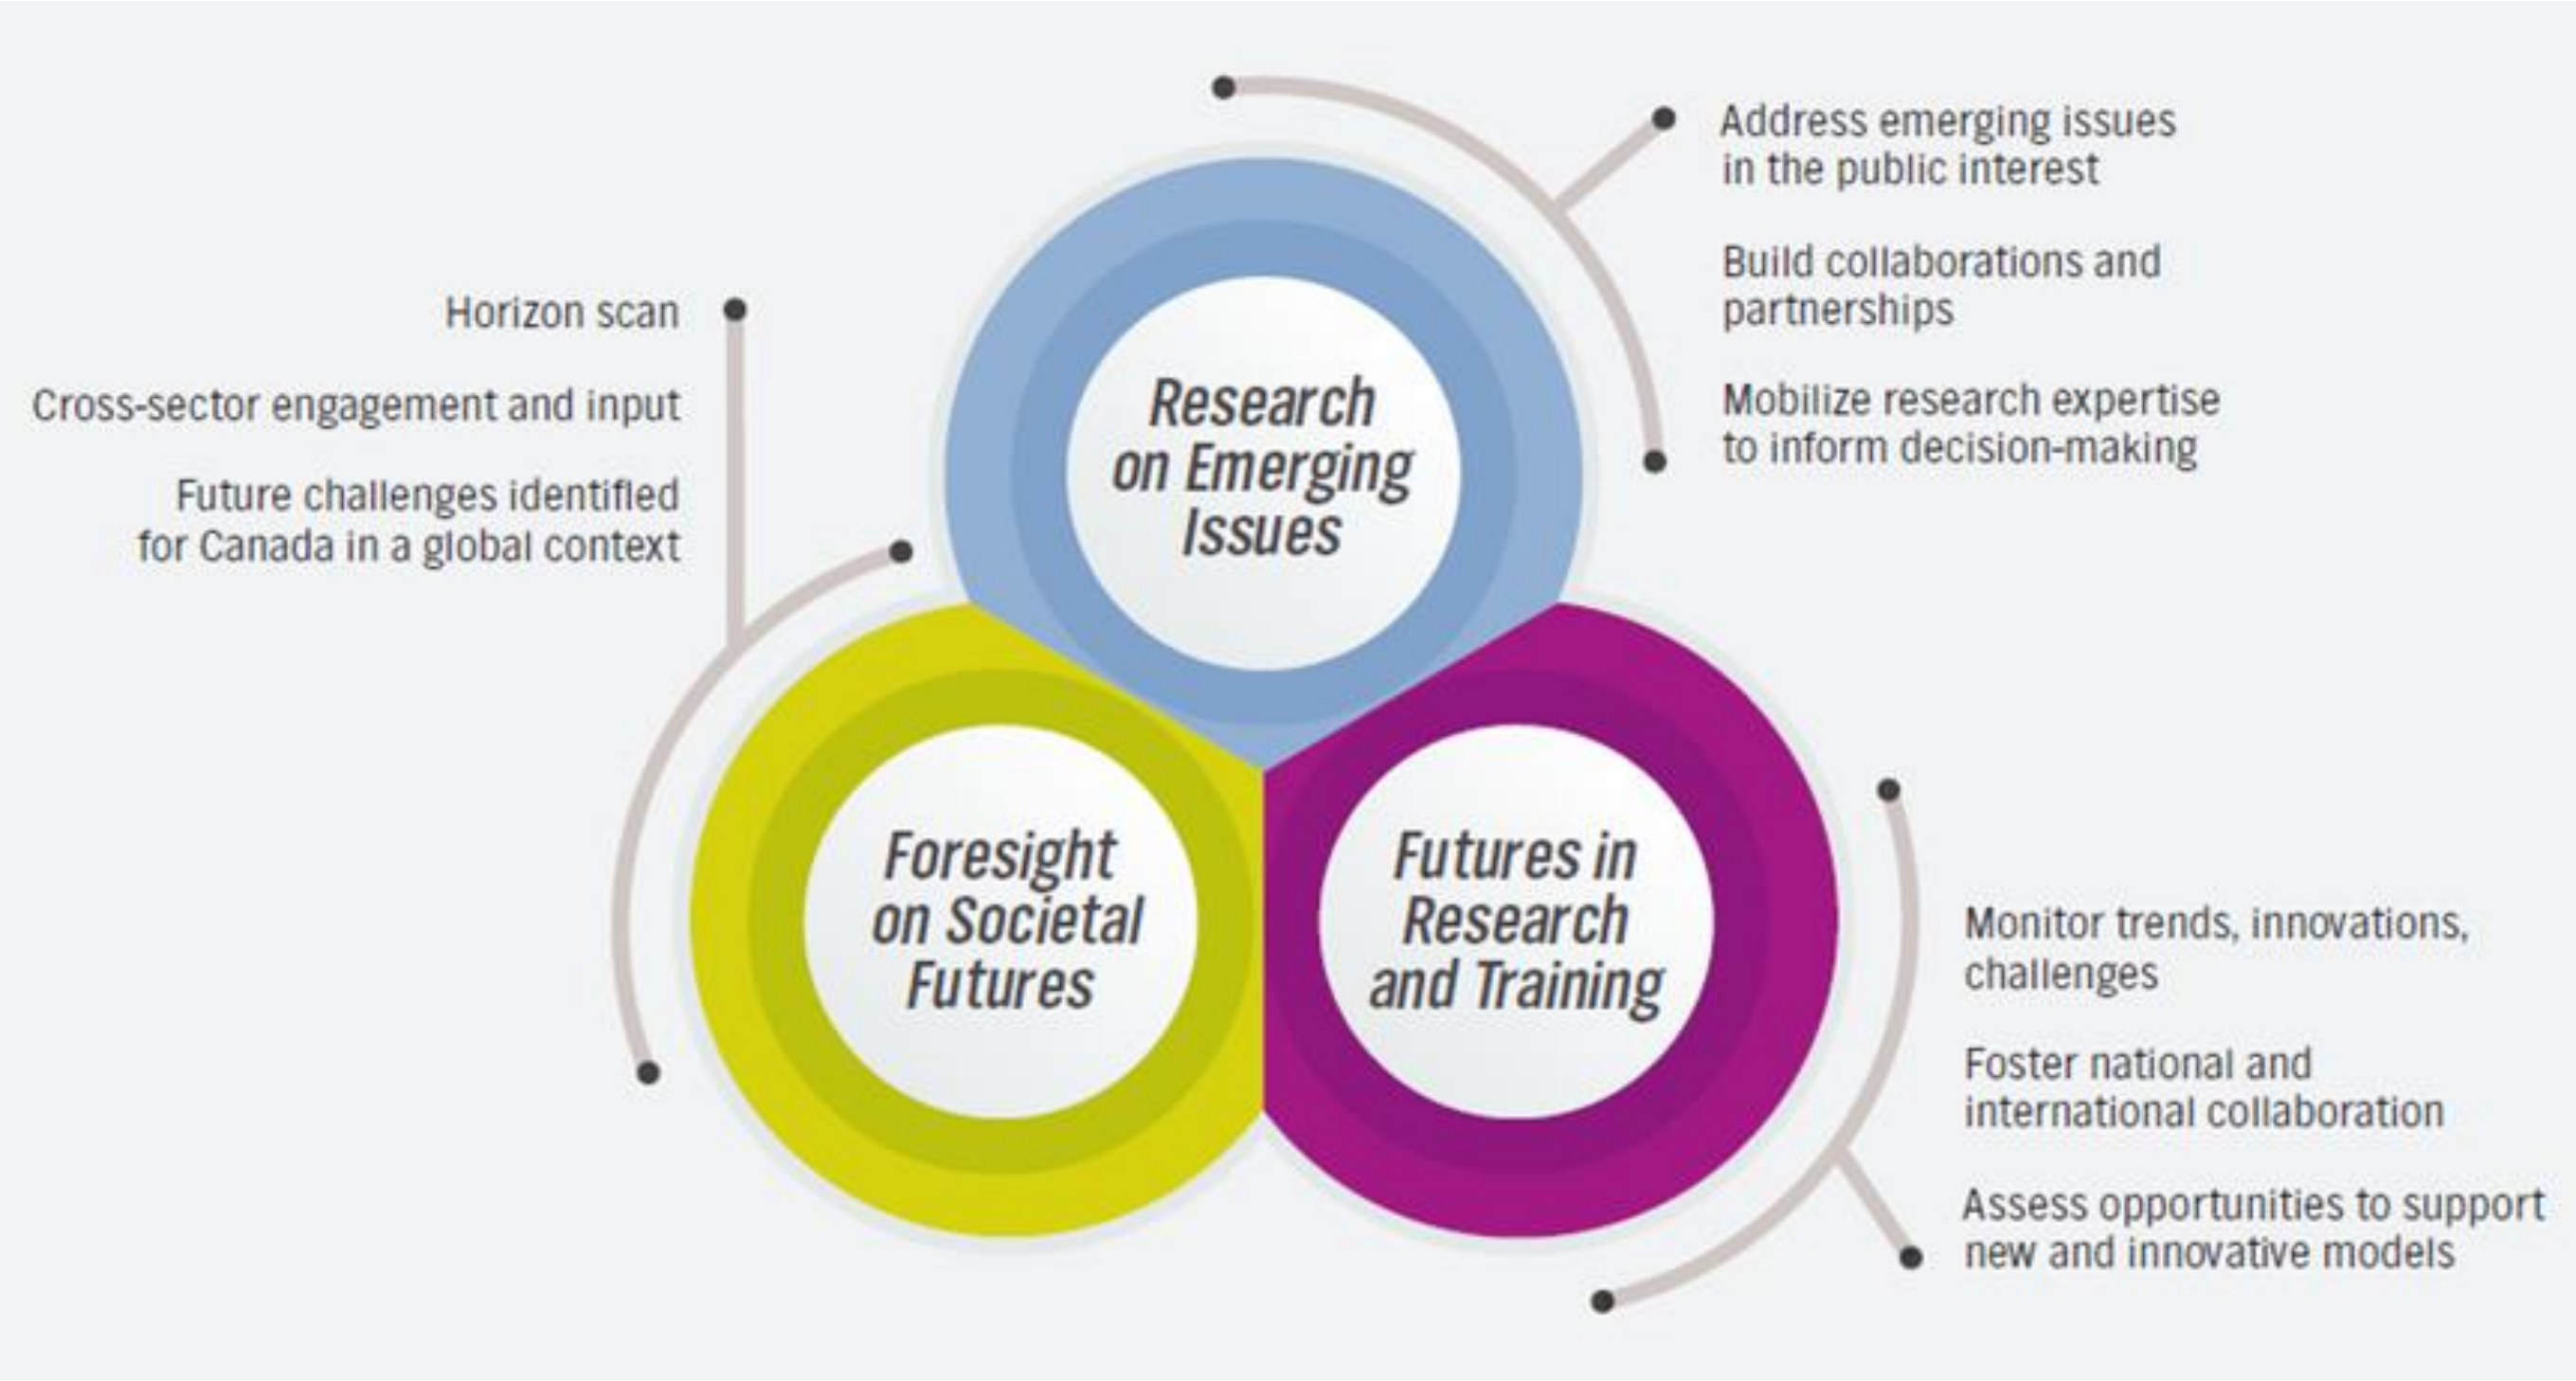 Address emerging issues
in the public interest
Build collaborations and
partnerships
Mobilize research expertise
to inform decision-making
Horizon scan
Cross-sector engagement and input
Future challenges identified
for Canada in a global context
Research
on Emerging
Issues
Foresight
on Societal
Futures
Futures in
Research
and Training
Monitor trends, innovations,
challenges
Foster national and
international collaboration
Assess opportunities to support
new and innovative models